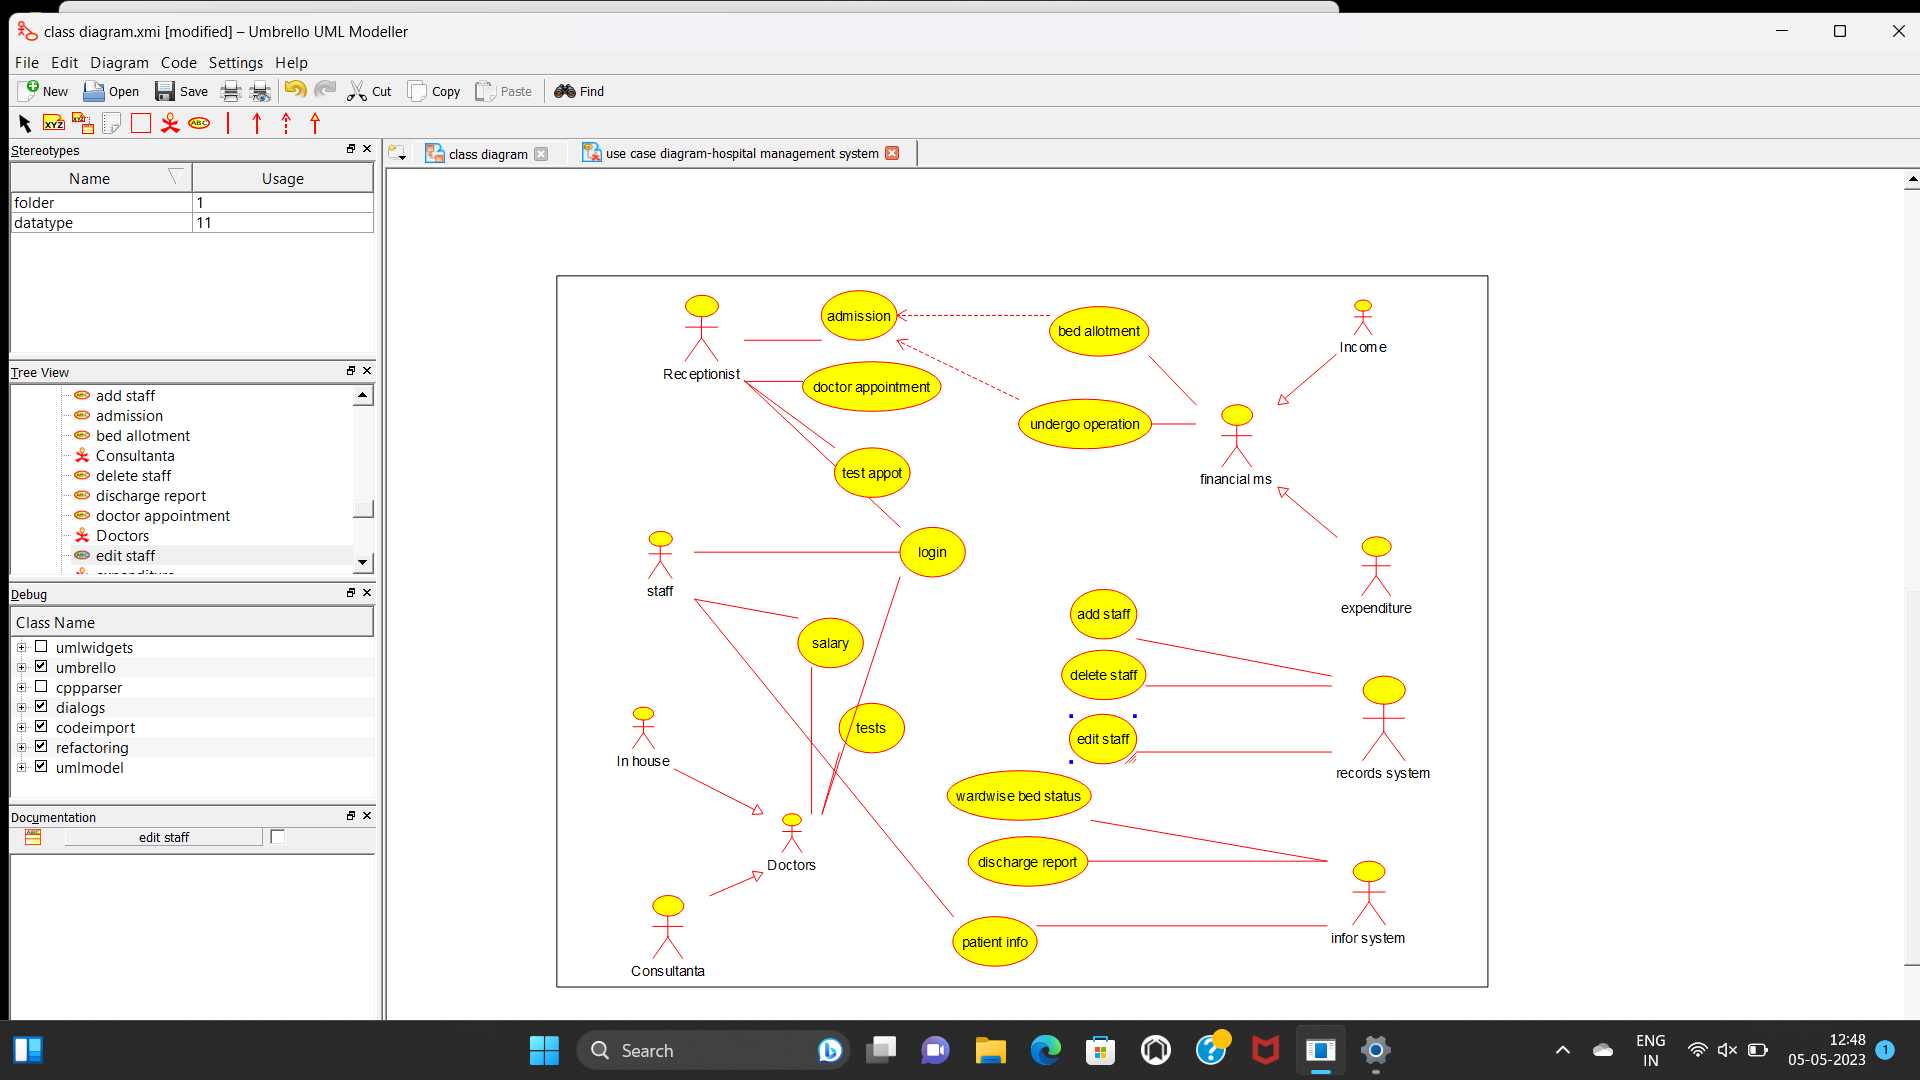 class diagram.xmi [modified] – Umbrello UML Modeller
File Edit Diagram Code Settings Help
New Open Save Cut Copy Paste Find
XYZ XYZ ABC
Stereotypes
Name Usage
folder 1
datatype 11
Tree View
add staff
admission
bed allotment
Consultanta
delete staff
discharge report
doctor appointment
Doctors
edit staff
Debug
Class Name
umlwidgets
umbrello
cppparser
dialogs
codeimport
refactoring
umlmodel
Documentation
edit staff
class diagram
use case diagram-hospital management system
admission
bed allotment
Income
Receptionist
doctor appointment
undergo operation
financial ms
test appot
login
staff
expenditure
add staff
salary
delete staff
tests
edit staff
In house
records system
wardwise bed status
Doctors
discharge report
infor system
patient info
Consultanta
Search
ENG
IN
12:48
05-05-2023
1